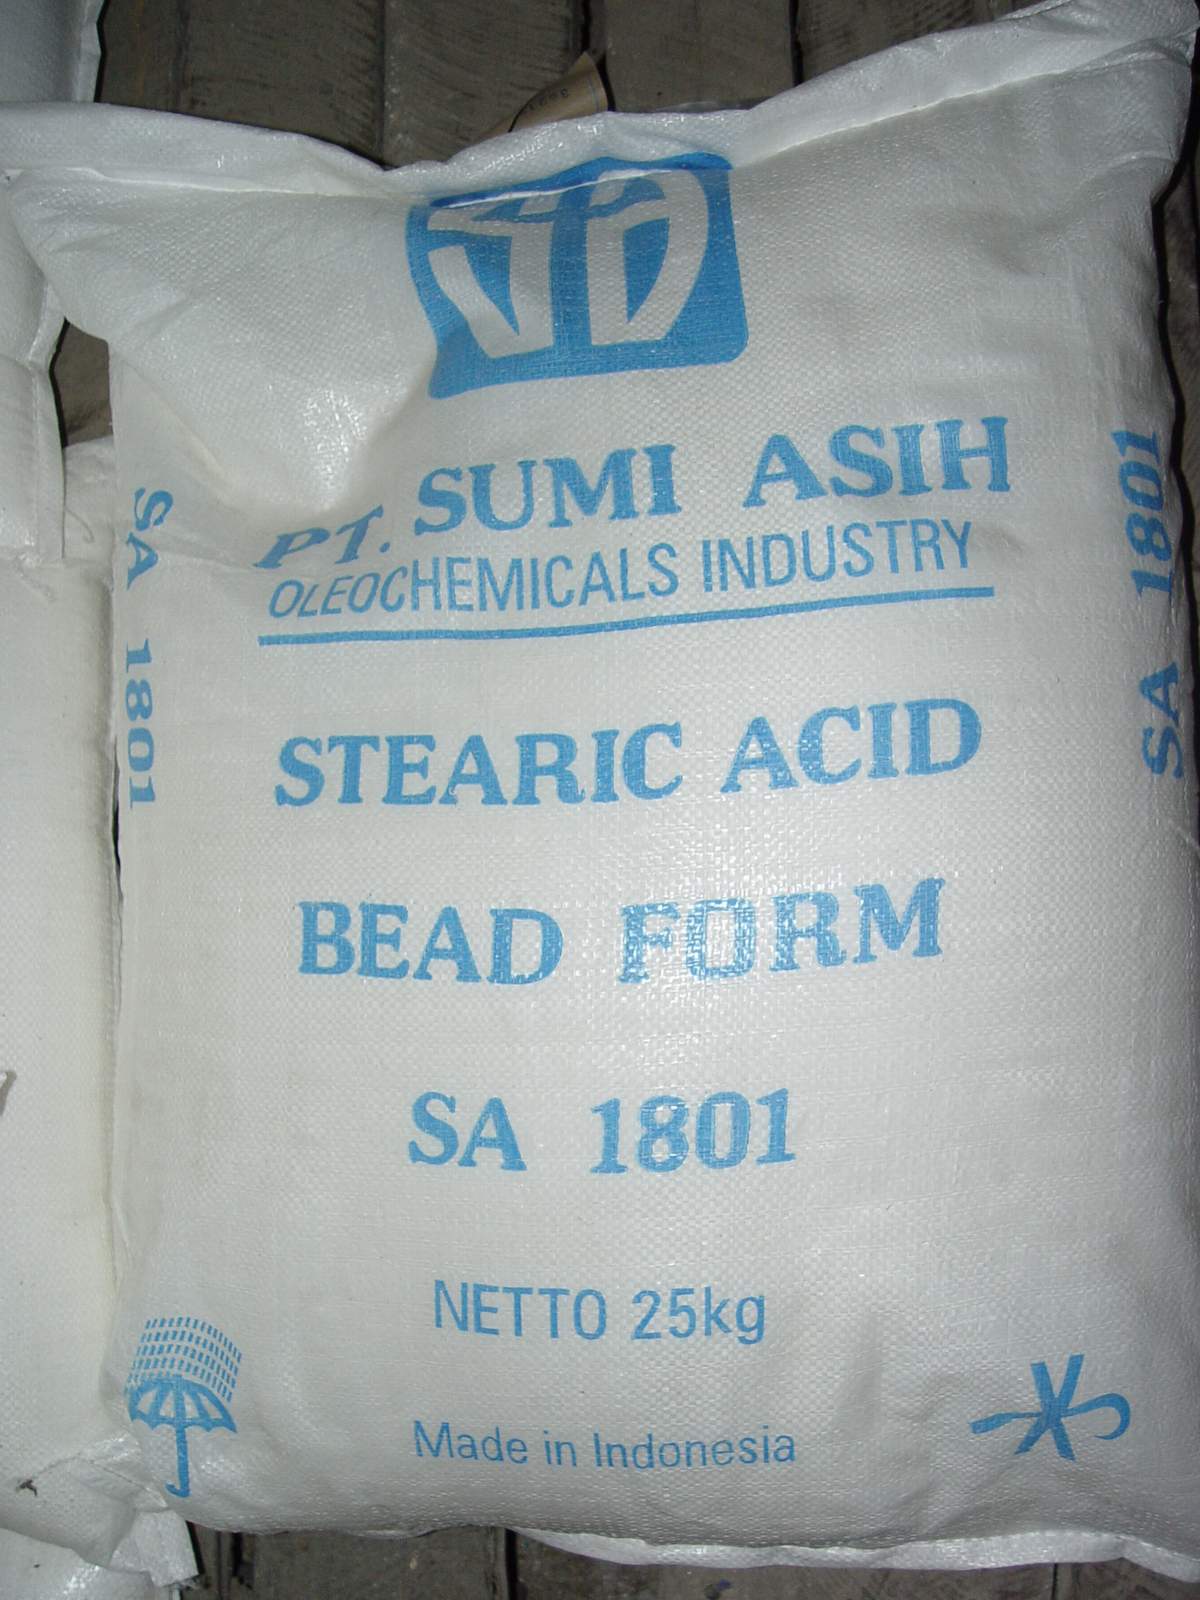 PT. SUMI ASIH
OLEOCHEMICALS INDUSTRY
STEARIC ACID
BEAD FORM
SA 1801
NETTO 25kg
Made in Indonesia
SA 1801
SA 1801